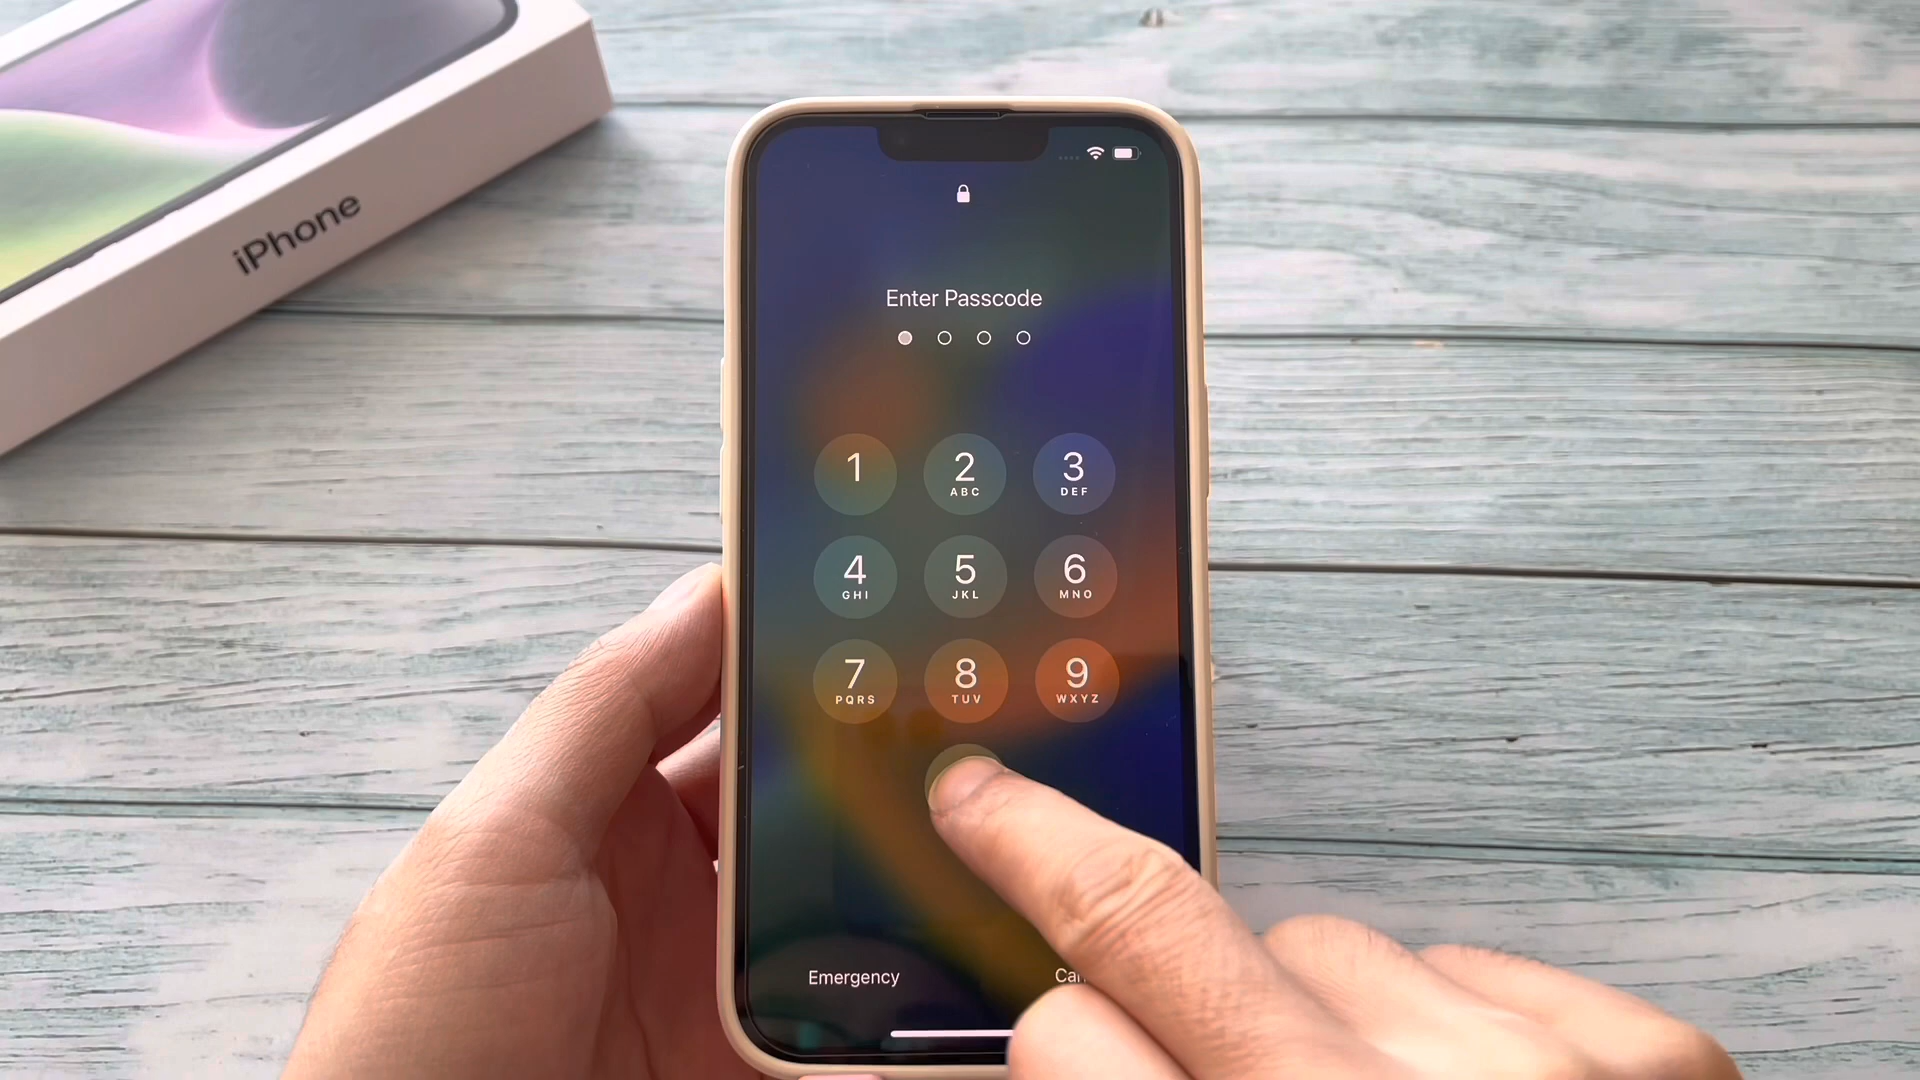 iPhone
Enter Passcode
1 2 3
ABC DEF
4 5 6
GHI JKL MNO
7 8 9
PQRS TUV WXYZ
Emergency